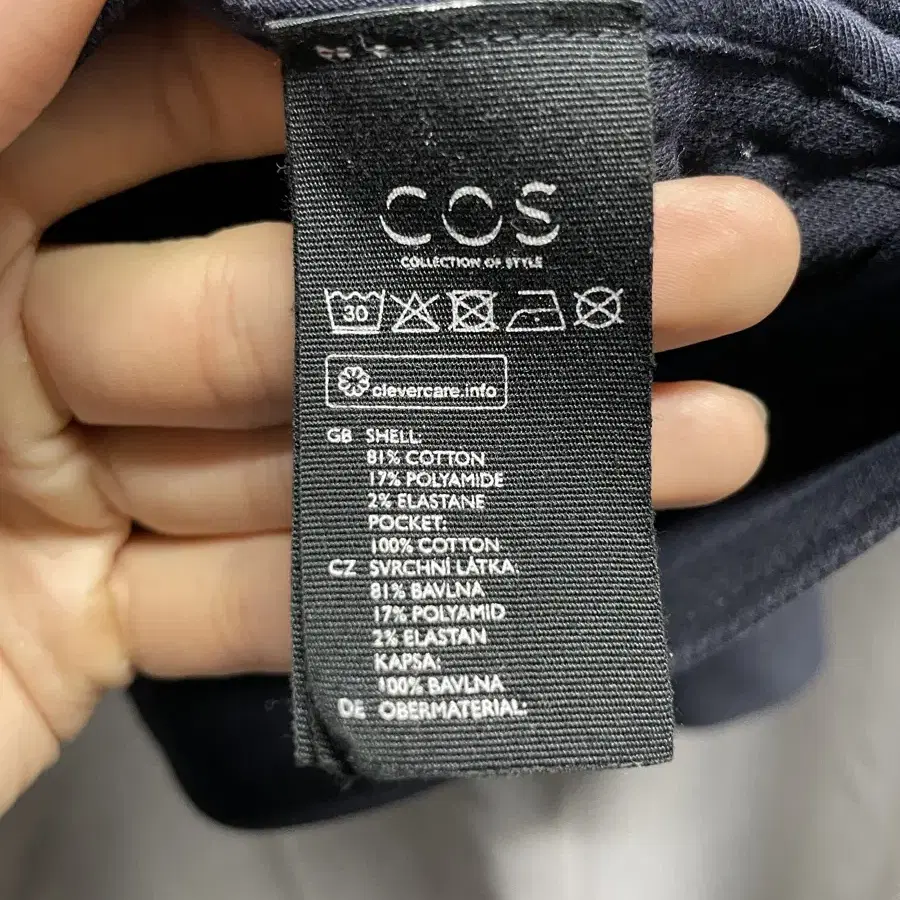 COS
COLLECTION OF STYLE
30
clevercare.info
GB SHELL:
81% COTTON
17% POLYAMIDE
2% ELASTANE
POCKET:
100% COTTON
CZ SVRCHNÍ LÁTKA:
81% BAVLNA
17% POLYAMID
2% ELASTAN
KAPSA:
100% BAVLNA
DE OBERMATERIAL: